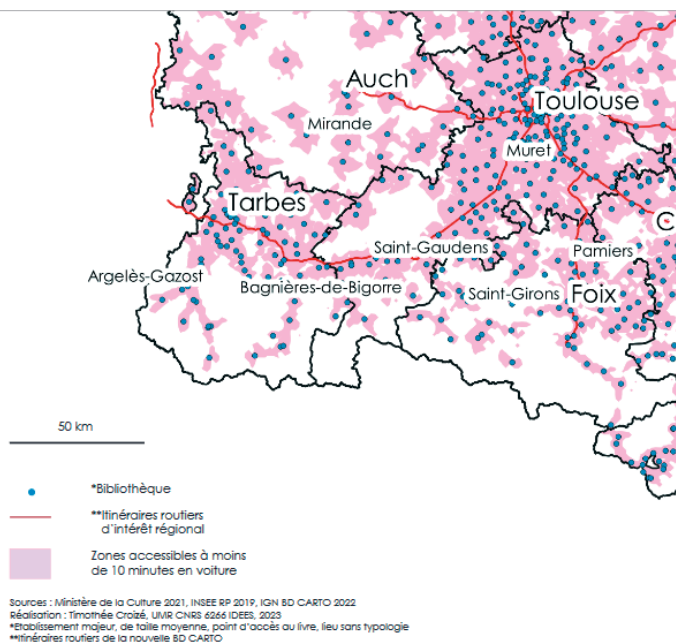 Auch
Toulouse
Mirande
Muret
Tarbes
C
Saint-Gaudens
Pamiers
Argelès-Gazost
Bagnières-de-Bigorre
Saint-Girons
Foix
50 km
*Bibliothèque
**Itinéraires routiers
d'intérêt régional
Zones accessibles à moins
de 10 minutes en voiture
Sources : Ministère de la Culture 2021, INSEE RP 2019, IGN BD CARTO 2022
Réalisation : Timothée Croizé, UMR CNRS 6266 IDEES, 2023
*Etablissement majeur, de taille moyenne, point d'accès au livre, lieu sans typologie
**Itinéraires routiers de la nouvelle BD CARTO